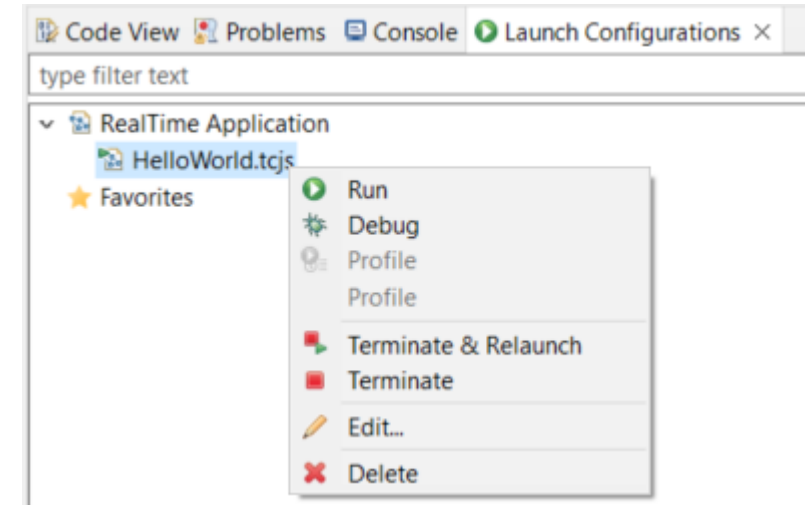 Code View Problems Console Launch Configurations
type filter text
RealTime Application
HelloWorld.tcjs
Favorites
Run
Debug
Profile
Profile
Terminate & Relaunch
Terminate
Edit...
Delete